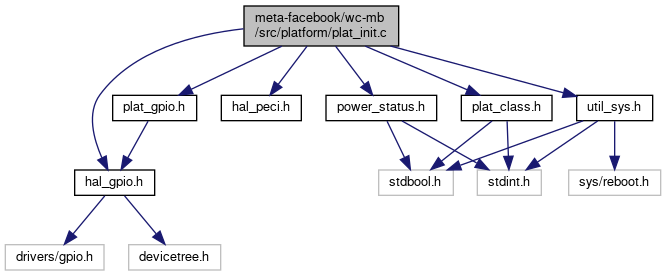 meta-facebook/wc-mb
/src/platform/plat_init.c
plat_gpio.h
hal_peci.h
power_status.h
plat_class.h
util_sys.h
hal_gpio.h
stdbool.h
stdint.h
sys/reboot.h
drivers/gpio.h
devicetree.h